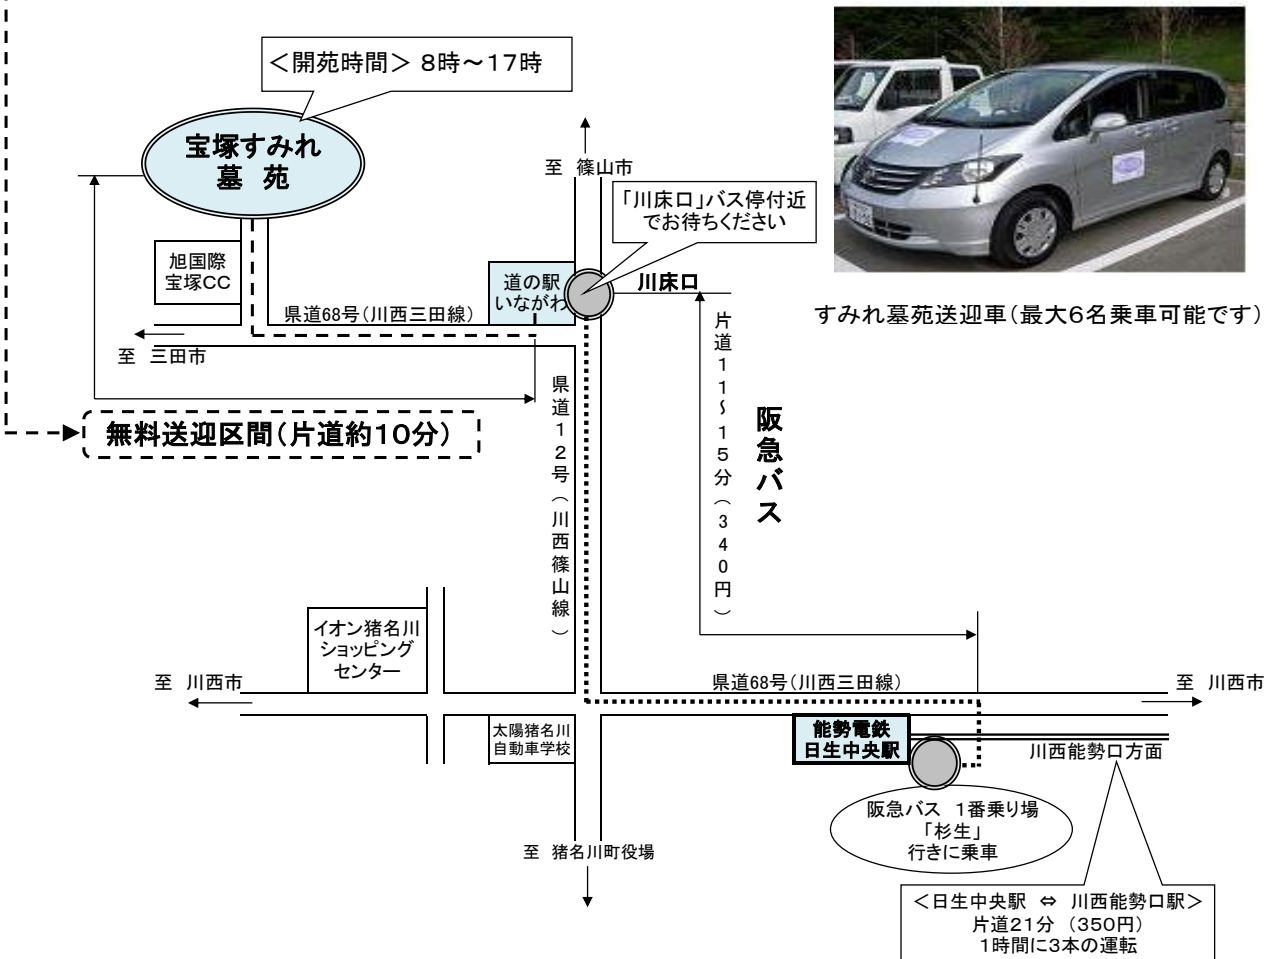 ＜開苑時間＞ 8時～17時
宝塚すみれ
墓 苑
至 篠山市
「川床口」バス停付近
でお待ちください
旭国際
宝塚CC
道の駅
いながわ
川床口
県道68号(川西三田線)
至 三田市
すみれ墓苑送迎車(最大6名乗車可能です)
無料送迎区間(片道約10分)
県道12号(川西篠山線)
片道11～15分(340円)
阪急バス
イオン猪名川
ショッピング
センター
至 川西市
県道68号(川西三田線)
至 川西市
太陽猪名川
自動車学校
能勢電鉄
日生中央駅
川西能勢口方面
阪急バス 1番乗り場
「杉生」
行きに乗車
至 猪名川町役場
＜日生中央駅 ⇔ 川西能勢口駅＞
片道21分 (350円)
1時間に3本の運転